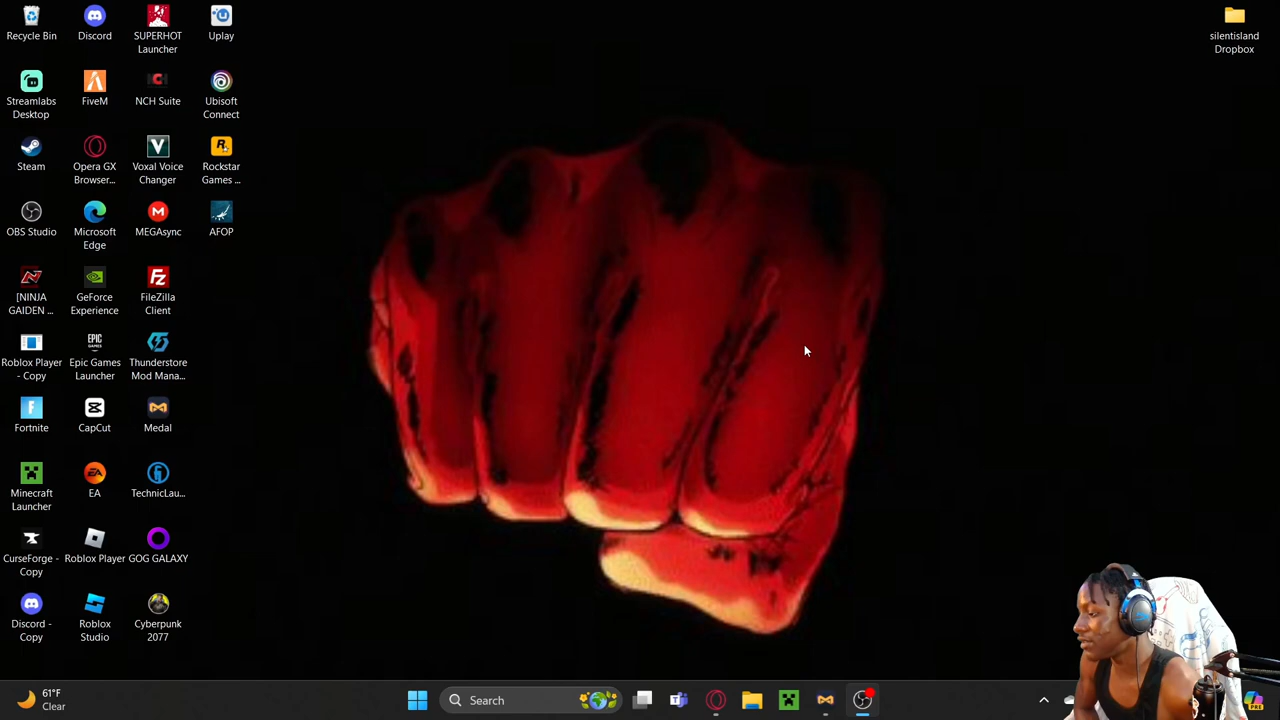 Recycle Bin
Discord
SUPERHOT
Launcher
Uplay
Streamlabs
Desktop
FiveM
NCH Suite
Ubisoft
Connect
Steam
Opera GX
Browser...
Voxal Voice
Changer
Rockstar
Games ...
OBS Studio
Microsoft
Edge
MEGAsync
AFOP
[NINJA
GAIDEN ...
GeForce
Experience
FileZilla
Client
Roblox Player
- Copy
Epic Games
Launcher
Thunderstore
Mod Mana...
Fortnite
CapCut
Medal
Minecraft
Launcher
EA
TechnicLau...
CurseForge -
Copy
Roblox Player
GOG GALAXY
Discord -
Copy
Roblox
Studio
Cyberpunk
2077
silentisland
Dropbox
61°F
Clear
Search
PRE